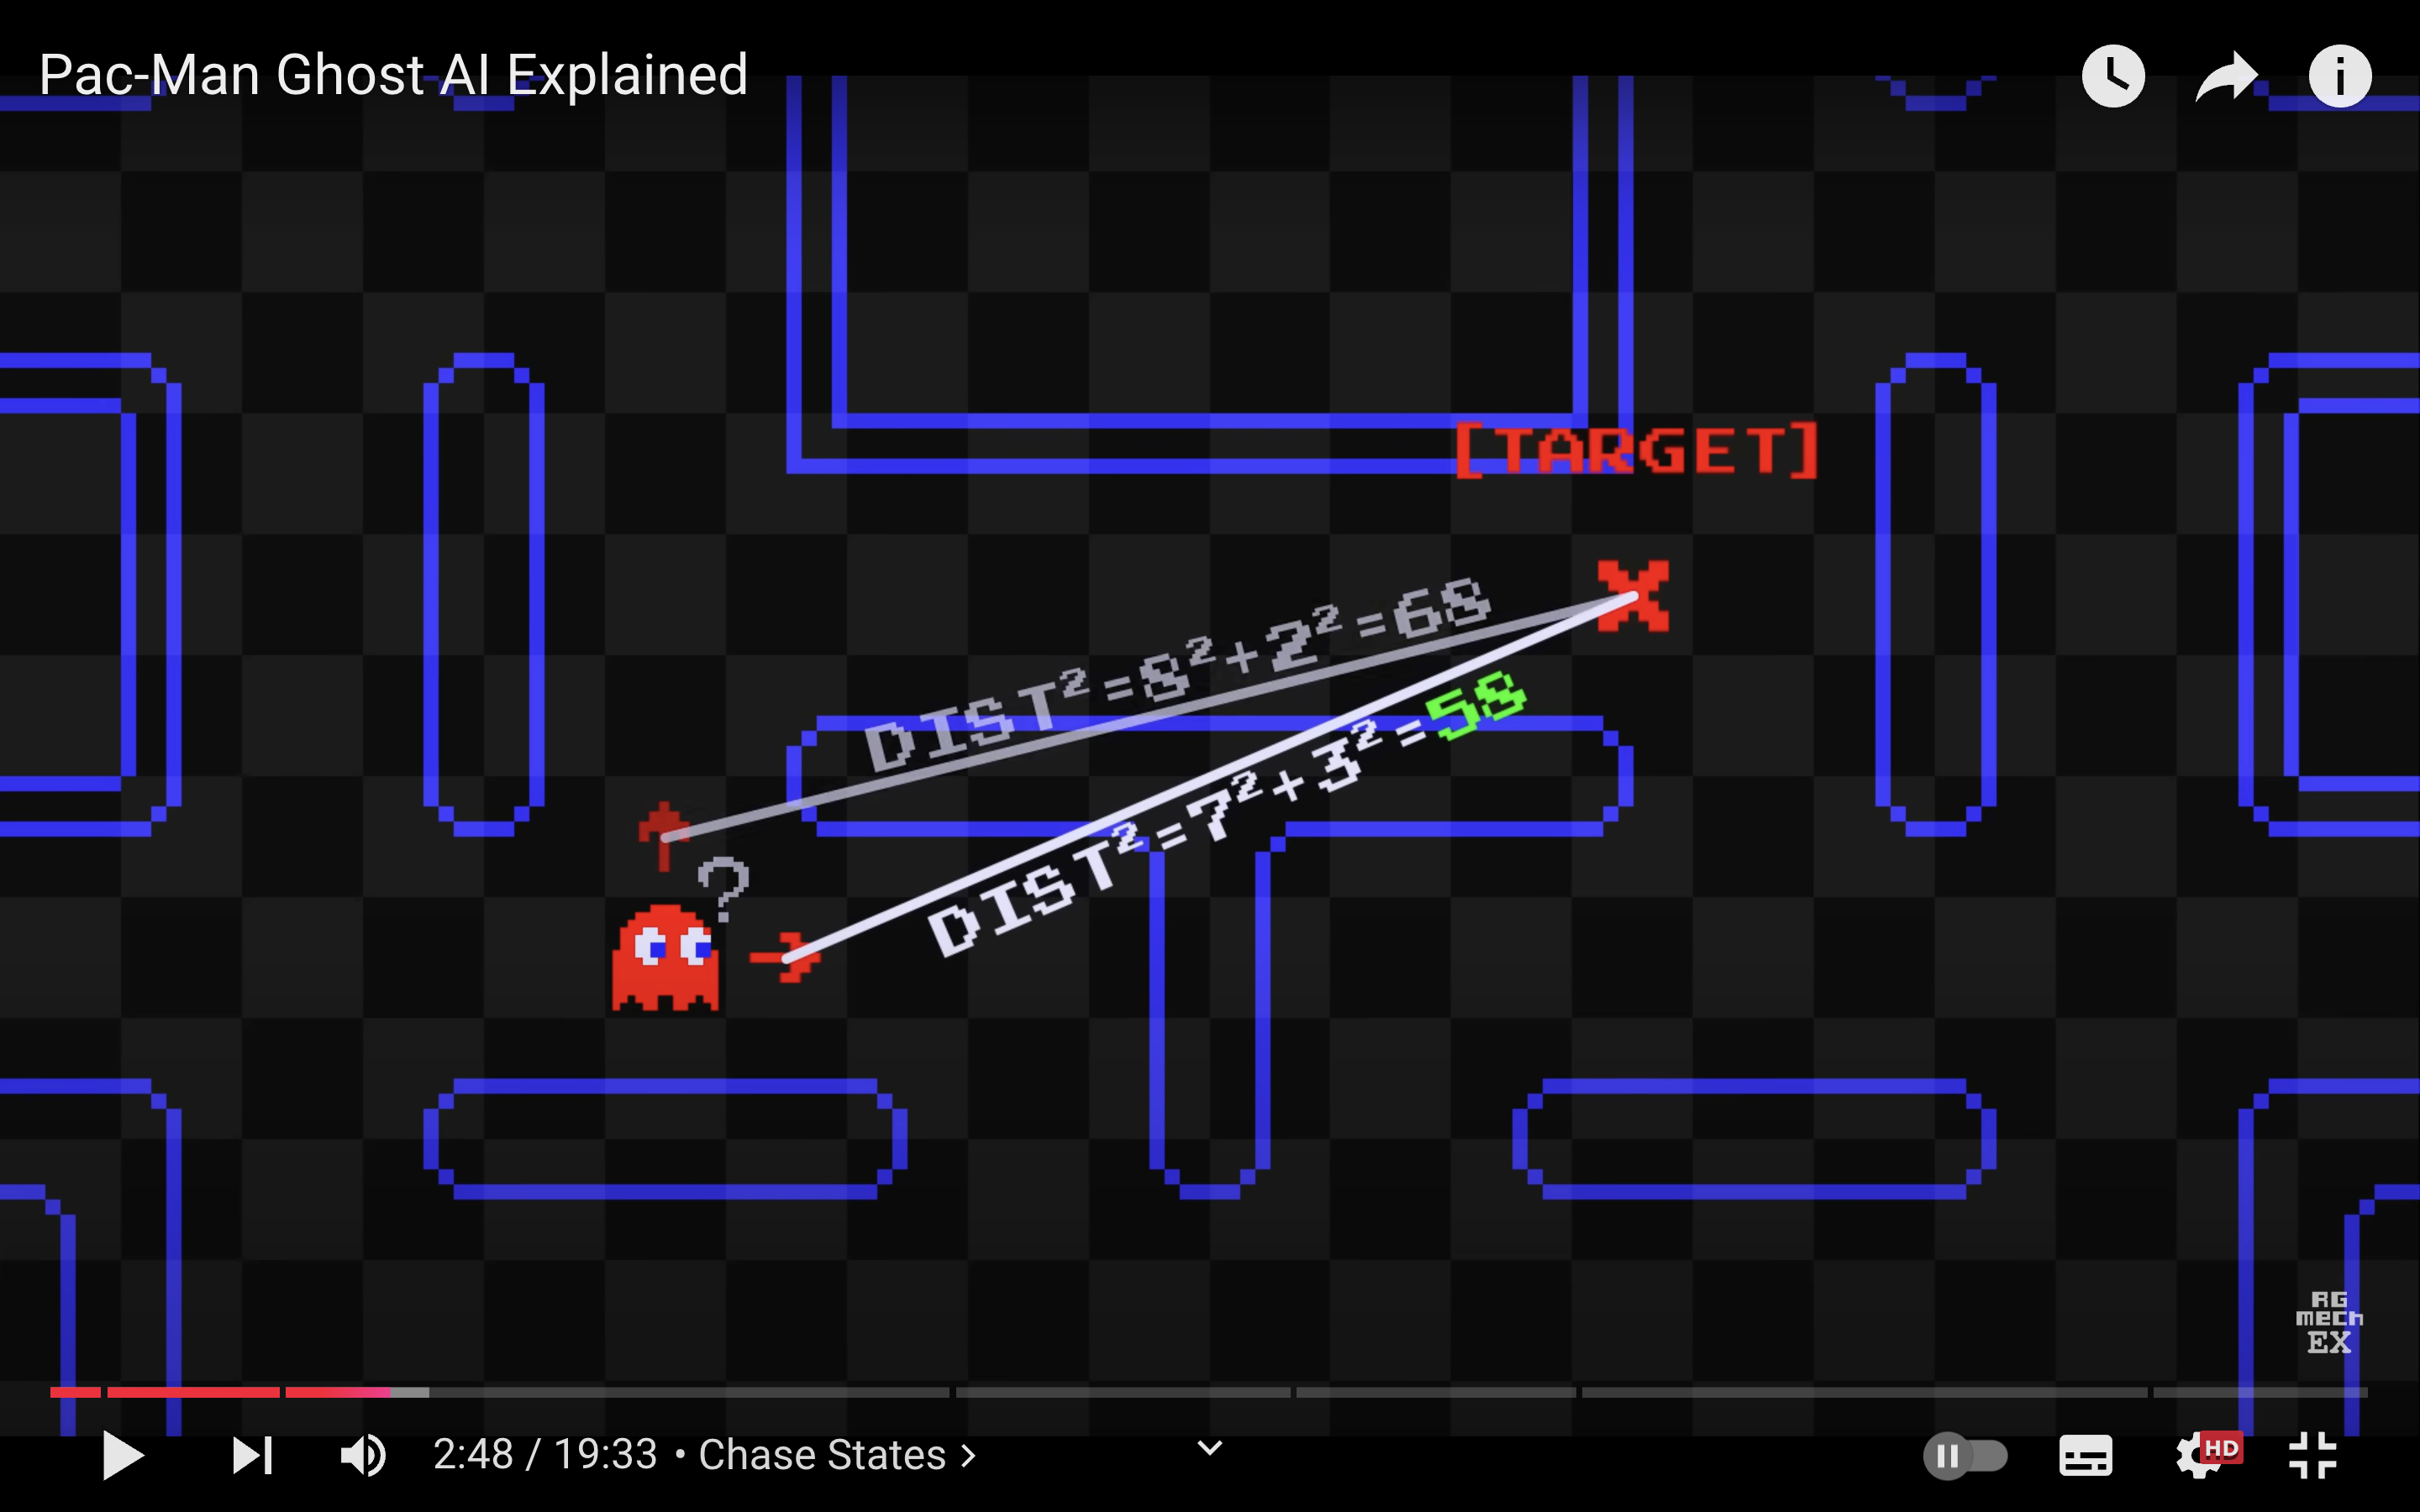 Pac-Man Ghost AI Explained
[TARGET]
DIST²=8²+2²=68
DIST²=7²+3²=58
?
RG
mech
EX
2:48 / 19:33 • Chase States >
HD